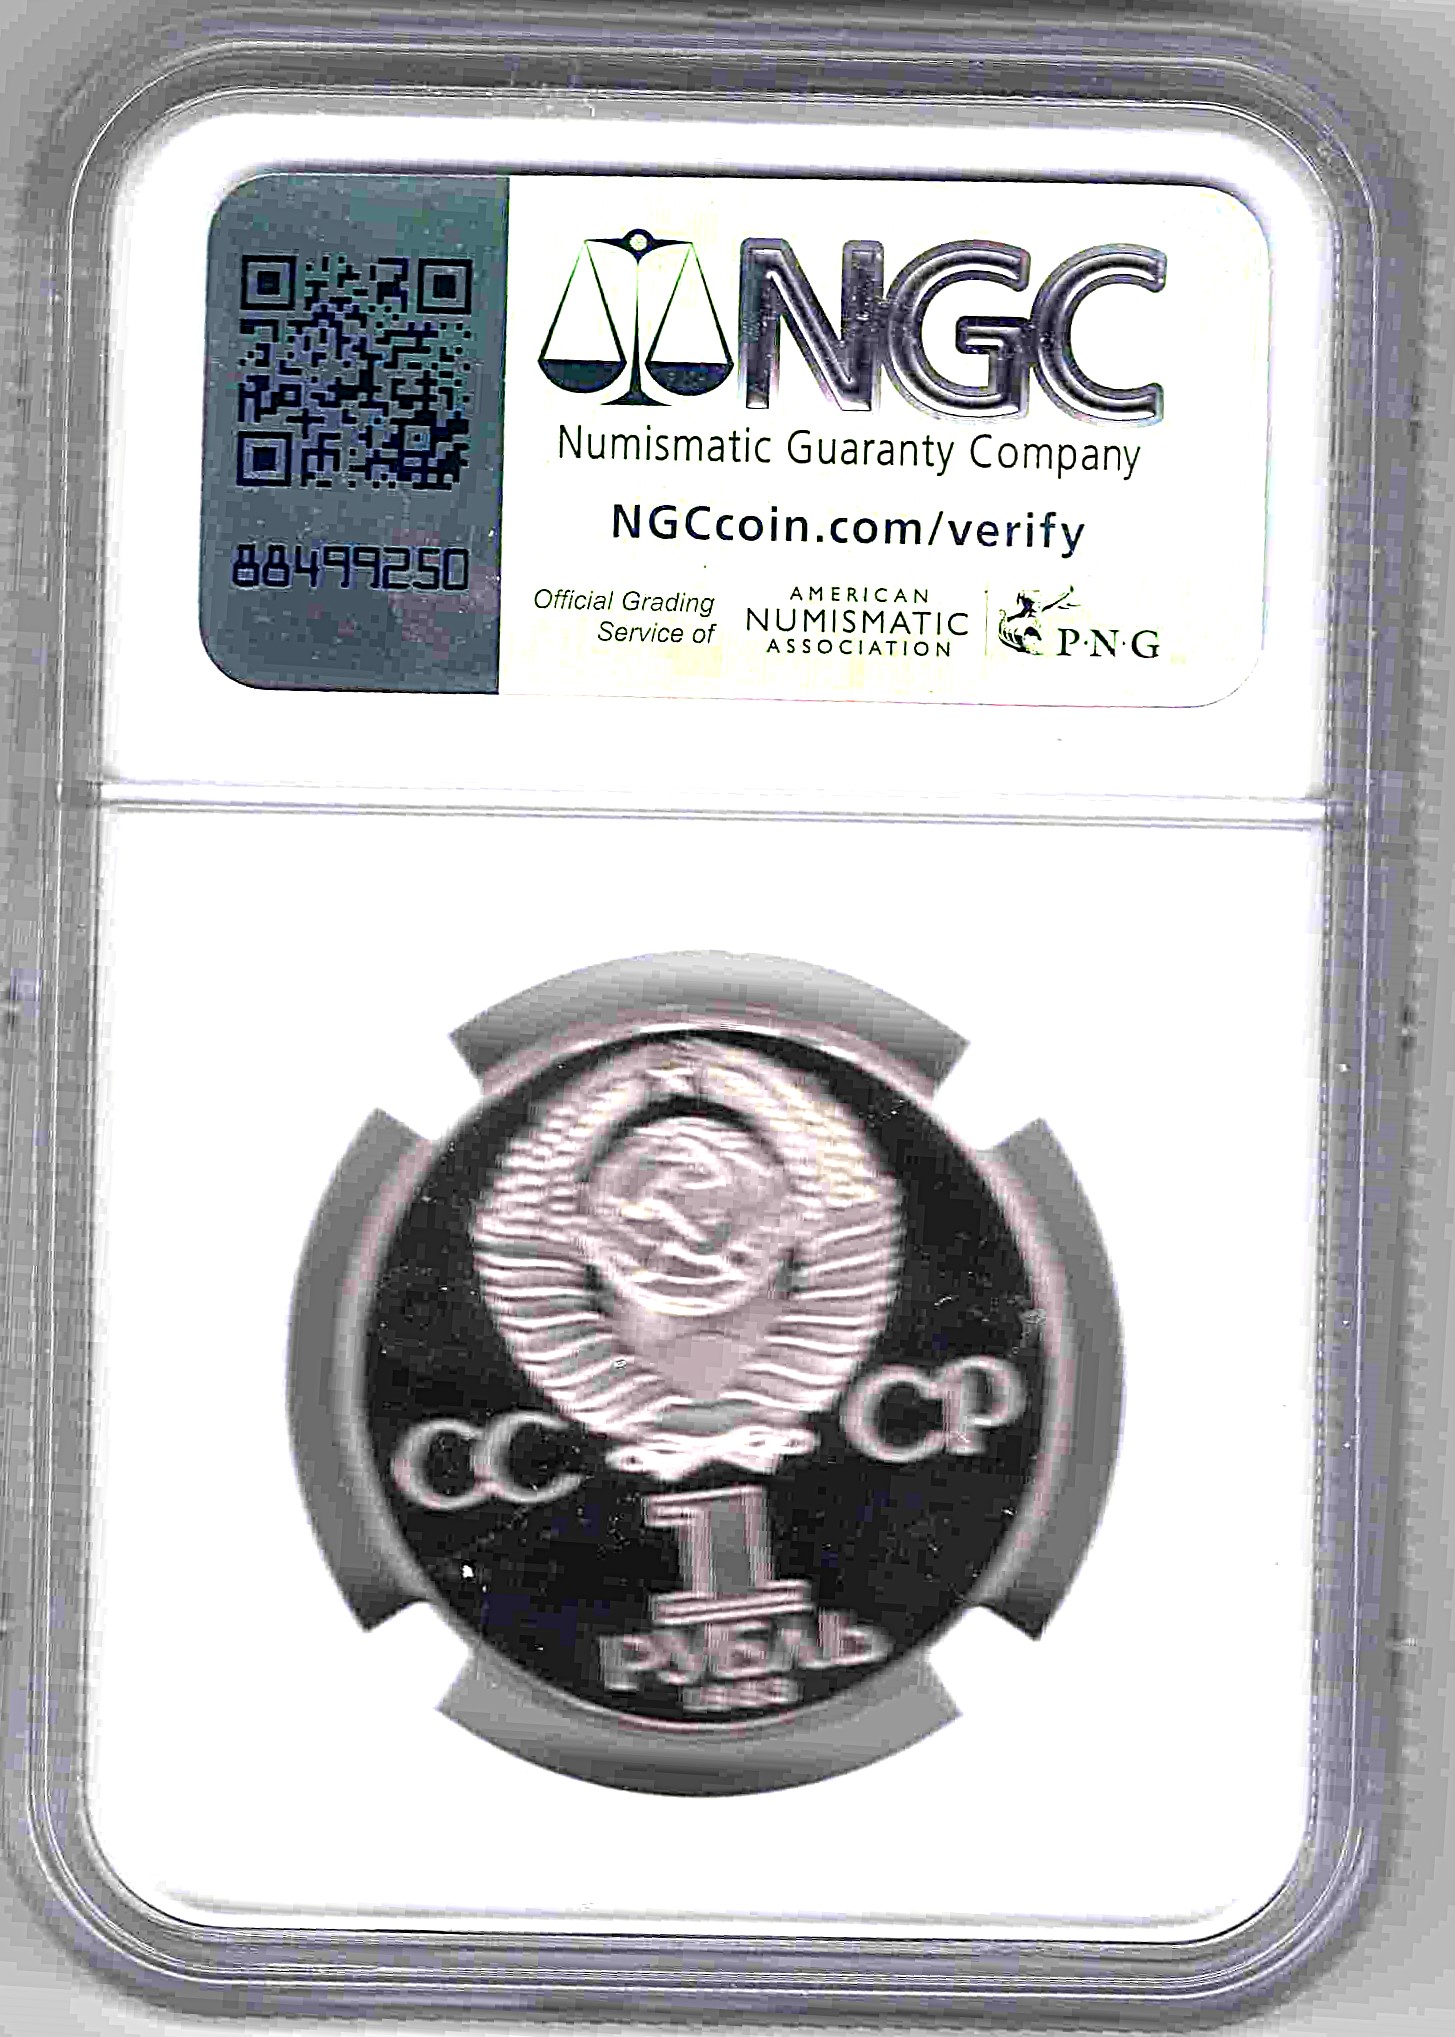 NGC
Numismatic Guaranty Company
NGCcoin.com/verify
88499250
Official Grading
Service of
AMERICAN
NUMISMATIC
ASSOCIATION
P·N·G
СС СР
1
РУБЛЬ